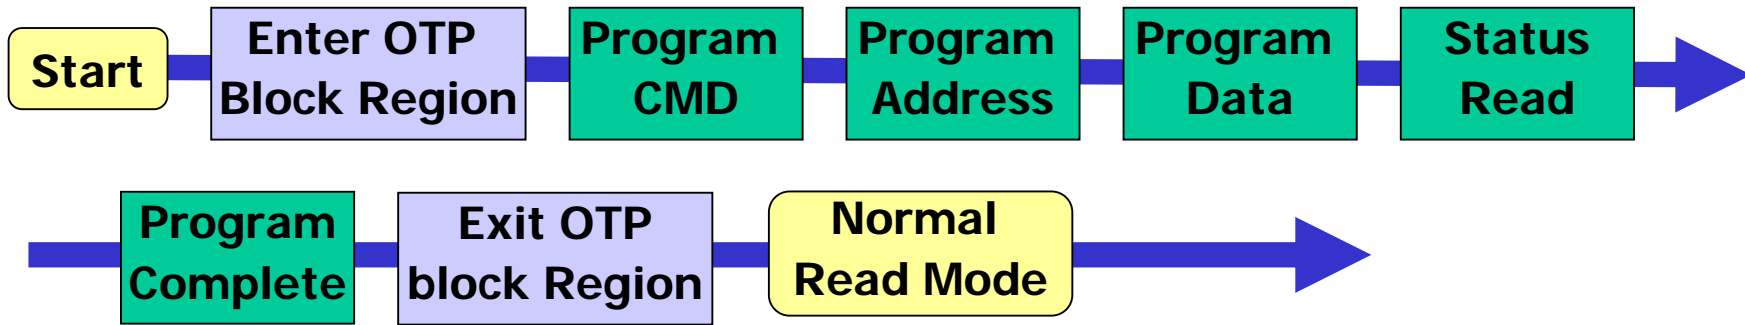 Start
Enter OTP
Block Region
Program
CMD
Program
Address
Program
Data
Status
Read
Program
Complete
Exit OTP
block Region
Normal
Read Mode